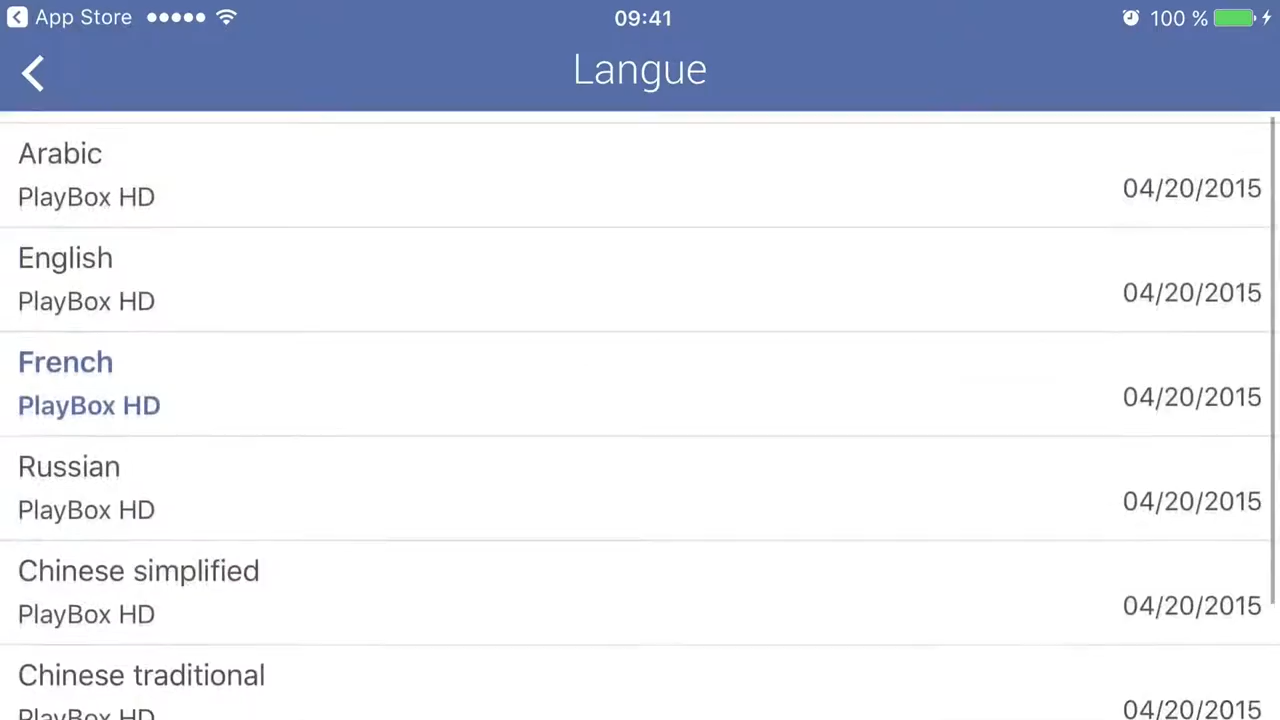 App Store 09:41 100 %
Langue
Arabic
PlayBox HD 04/20/2015
English
PlayBox HD 04/20/2015
French
PlayBox HD 04/20/2015
Russian
PlayBox HD 04/20/2015
Chinese simplified
PlayBox HD 04/20/2015
Chinese traditional
PlayBox HD 04/20/2015